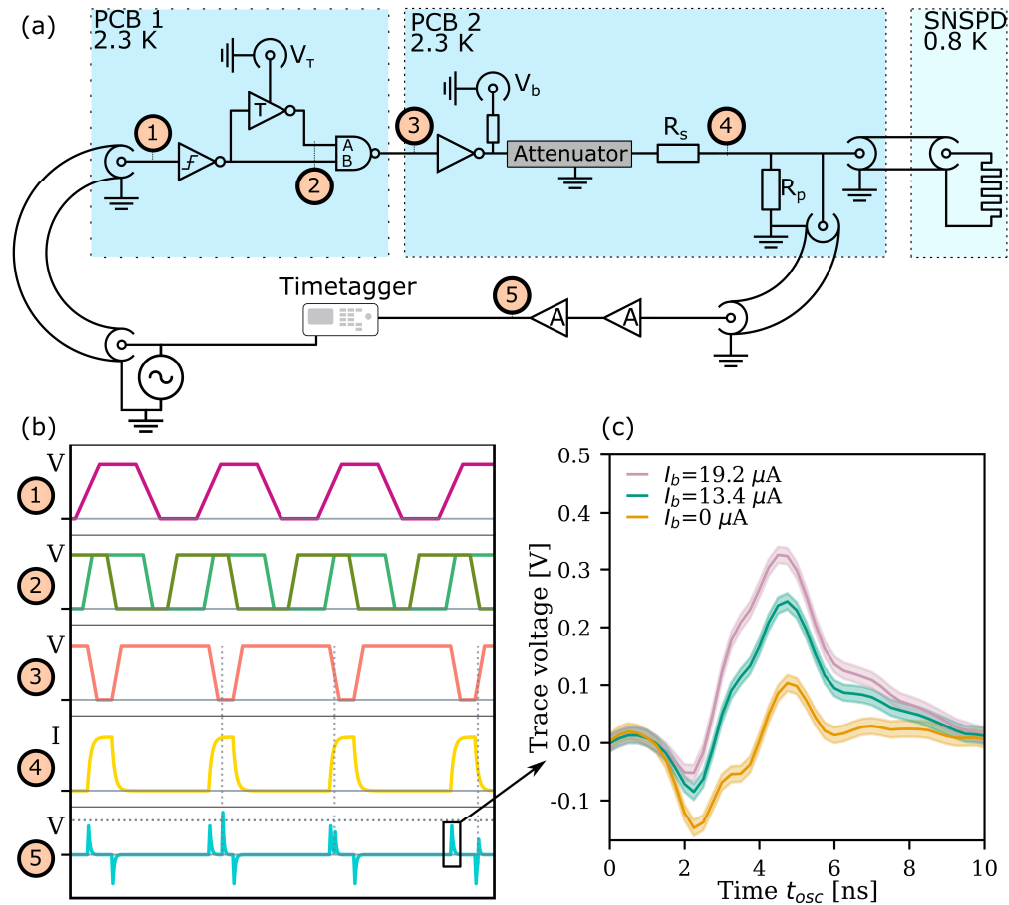 (a)
PCB 1
2.3 K
PCB 2
2.3 K
SNSPD
0.8 K
V_T
V_b
1
T
A
B
2
3
Attenuator
R_s
4
R_p
Timetagger
5
A
A
(b)
V
1
V
2
V
3
I
4
V
5
(c)
I_b=19.2 μA
I_b=13.4 μA
I_b=0 μA
Trace voltage [V]
0.5
0.4
0.3
0.2
0.1
0.0
-0.1
0
2
4
6
8
10
Time t_osc [ns]